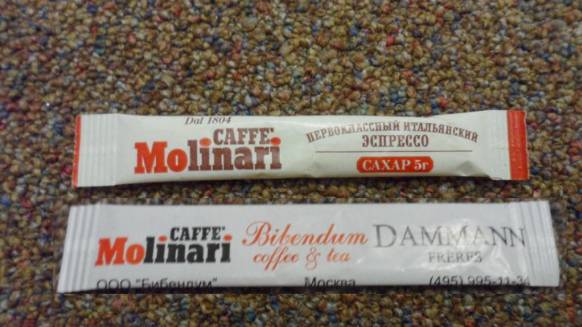 Dal 1804
CAFFE'
Molinari
ПЕРВОКЛАССНЫЙ ИТАЛЬЯНСКИЙ
ЭСПРЕССО
САХАР 5г
CAFFE'
Molinari
Bibendum
coffee & tea
DAMMANN
FRERES
ООО "Бибендум" Москва (495) 995-11-34